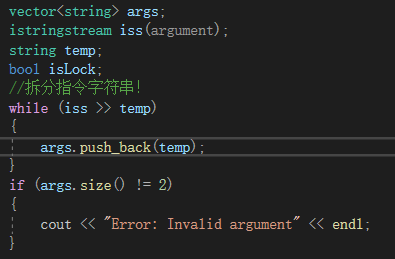 vector<string> args;
istringstream iss(argument);
string temp;
bool isLock;
//拆分指令字符串!
while (iss >> temp)
{
    args.push_back(temp);
}
if (args.size() != 2)
{
    cout << "Error: Invalid argument" << endl;
}